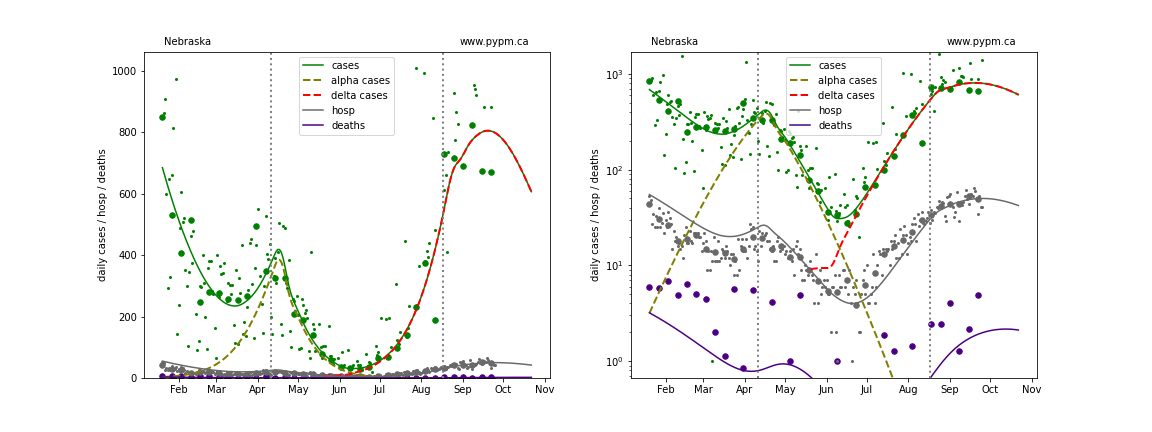 Nebraska www.pypm.ca
daily cases / hosp / deaths
1000
800
600
400
200
0
cases
alpha cases
delta cases
hosp
deaths
Feb Mar Apr May Jun Jul Aug Sep Oct Nov
Nebraska www.pypm.ca
daily cases / hosp / deaths
10³
10²
10¹
10⁰
cases
alpha cases
delta cases
hosp
deaths
Feb Mar Apr May Jun Jul Aug Sep Oct Nov